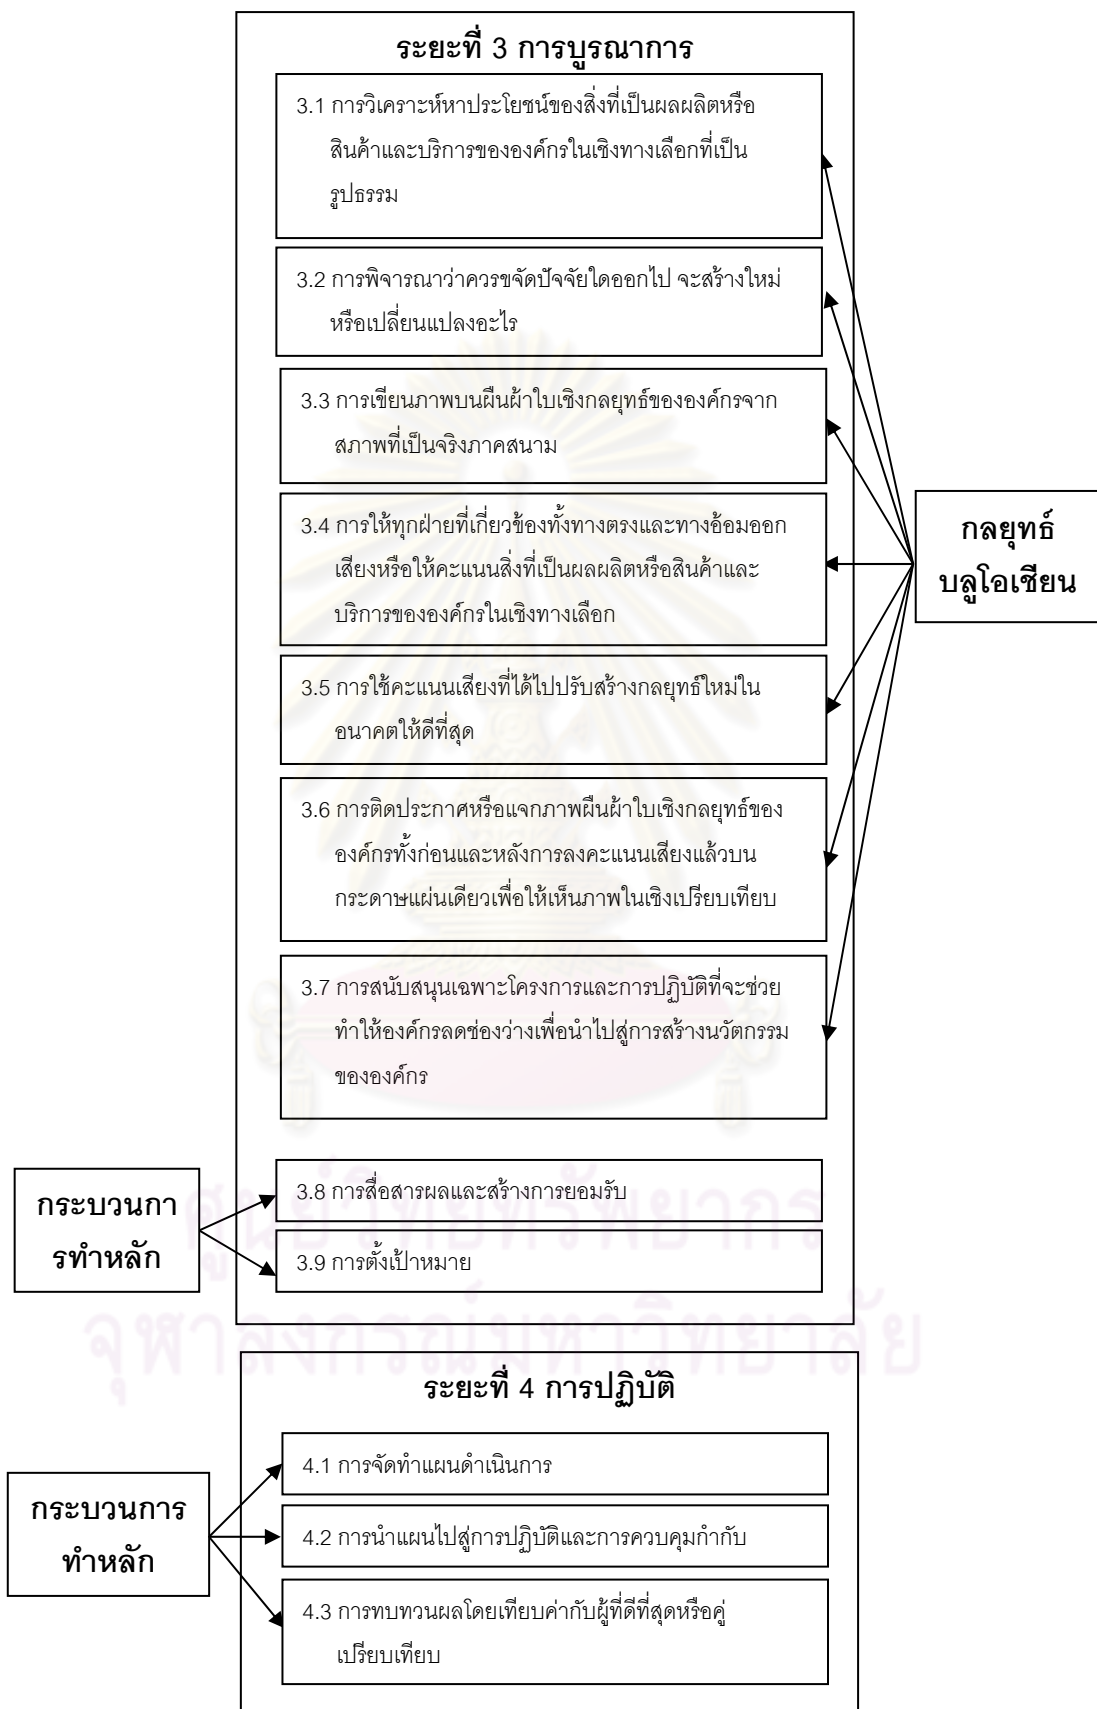 ระยะที่ 3 การบูรณาการ
3.1 การวิเคราะห์หาประโยชน์ของสิ่งที่เป็นผลผลิตหรือ
สินค้าและบริการขององค์กรในเชิงทางเลือกที่เป็น
รูปธรรม
3.2 การพิจารณาว่าควรขจัดปัจจัยใดออกไป จะสร้างใหม่
หรือเปลี่ยนแปลงอะไร
3.3 การเขียนภาพบนผืนผ้าใบเชิงกลยุทธ์ขององค์กรจาก
สภาพที่เป็นจริงภาคสนาม
3.4 การให้ทุกฝ่ายที่เกี่ยวข้องทั้งทางตรงและทางอ้อมออก
เสียงหรือให้คะแนนสิ่งที่เป็นผลผลิตหรือสินค้าและ
บริการขององค์กรในเชิงทางเลือก
กลยุทธ์
บลูโอเชียน
3.5 การใช้คะแนนเสียงที่ได้ไปปรับสร้างกลยุทธ์ใหม่ใน
อนาคตให้ดีที่สุด
3.6 การติดประกาศหรือแจกภาพผืนผ้าใบเชิงกลยุทธ์ของ
องค์กรทั้งก่อนและหลังการลงคะแนนเสียงแล้วบน
กระดาษแผ่นเดียวเพื่อให้เห็นภาพในเชิงเปรียบเทียบ
3.7 การสนับสนุนเฉพาะโครงการและการปฏิบัติที่จะช่วย
ทำให้องค์กรลดช่องว่างเพื่อนำไปสู่การสร้างนวัตกรรม
ขององค์กร
กระบวนกา
รทำหลัก
3.8 การสื่อสารผลและสร้างการยอมรับ
3.9 การตั้งเป้าหมาย
ศูนย์วิทยทรัพยากร
จุฬาลงกรณ์มหาวิทยาลัย
ระยะที่ 4 การปฏิบัติ
4.1 การจัดทำแผนดำเนินการ
กระบวนการ
ทำหลัก
4.2 การนำแผนไปสู่การปฏิบัติและการควบคุมกำกับ
4.3 การทบทวนผลโดยเทียบค่ากับผู้ที่ดีที่สุดหรือคู่
เปรียบเทียบ